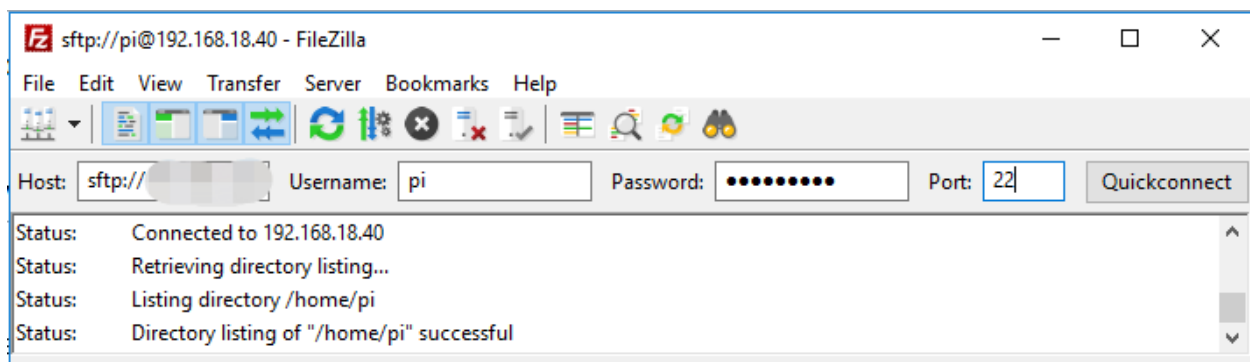 sftp://pi@192.168.18.40 - FileZilla
File Edit View Transfer Server Bookmarks Help
Host: sftp:// Username: pi Password: ●●●●●●●●● Port: 22 Quickconnect
Status: Connected to 192.168.18.40
Status: Retrieving directory listing...
Status: Listing directory /home/pi
Status: Directory listing of "/home/pi" successful